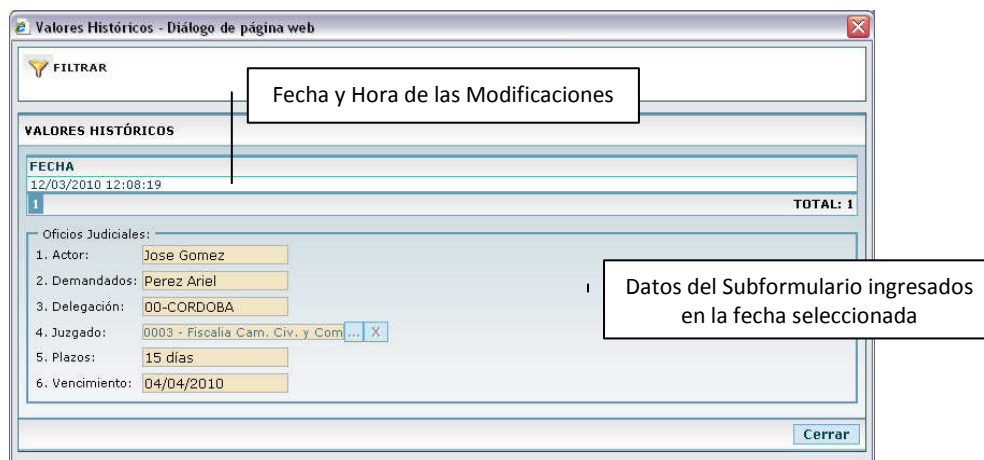 Valores Históricos - Diálogo de página web
FILTRAR
Fecha y Hora de las Modificaciones
VALORES HISTÓRICOS
FECHA
12/03/2010 12:08:19
1 TOTAL: 1
Oficios Judiciales:
1. Actor: Jose Gomez
2. Demandados: Perez Ariel
3. Delegación: 00-CORDOBA
4. Juzgado: 0003 - Fiscalia Cam. Civ. y Com ... X
5. Plazos: 15 días
6. Vencimiento: 04/04/2010
Datos del Subformulario ingresados
en la fecha seleccionada
Cerrar